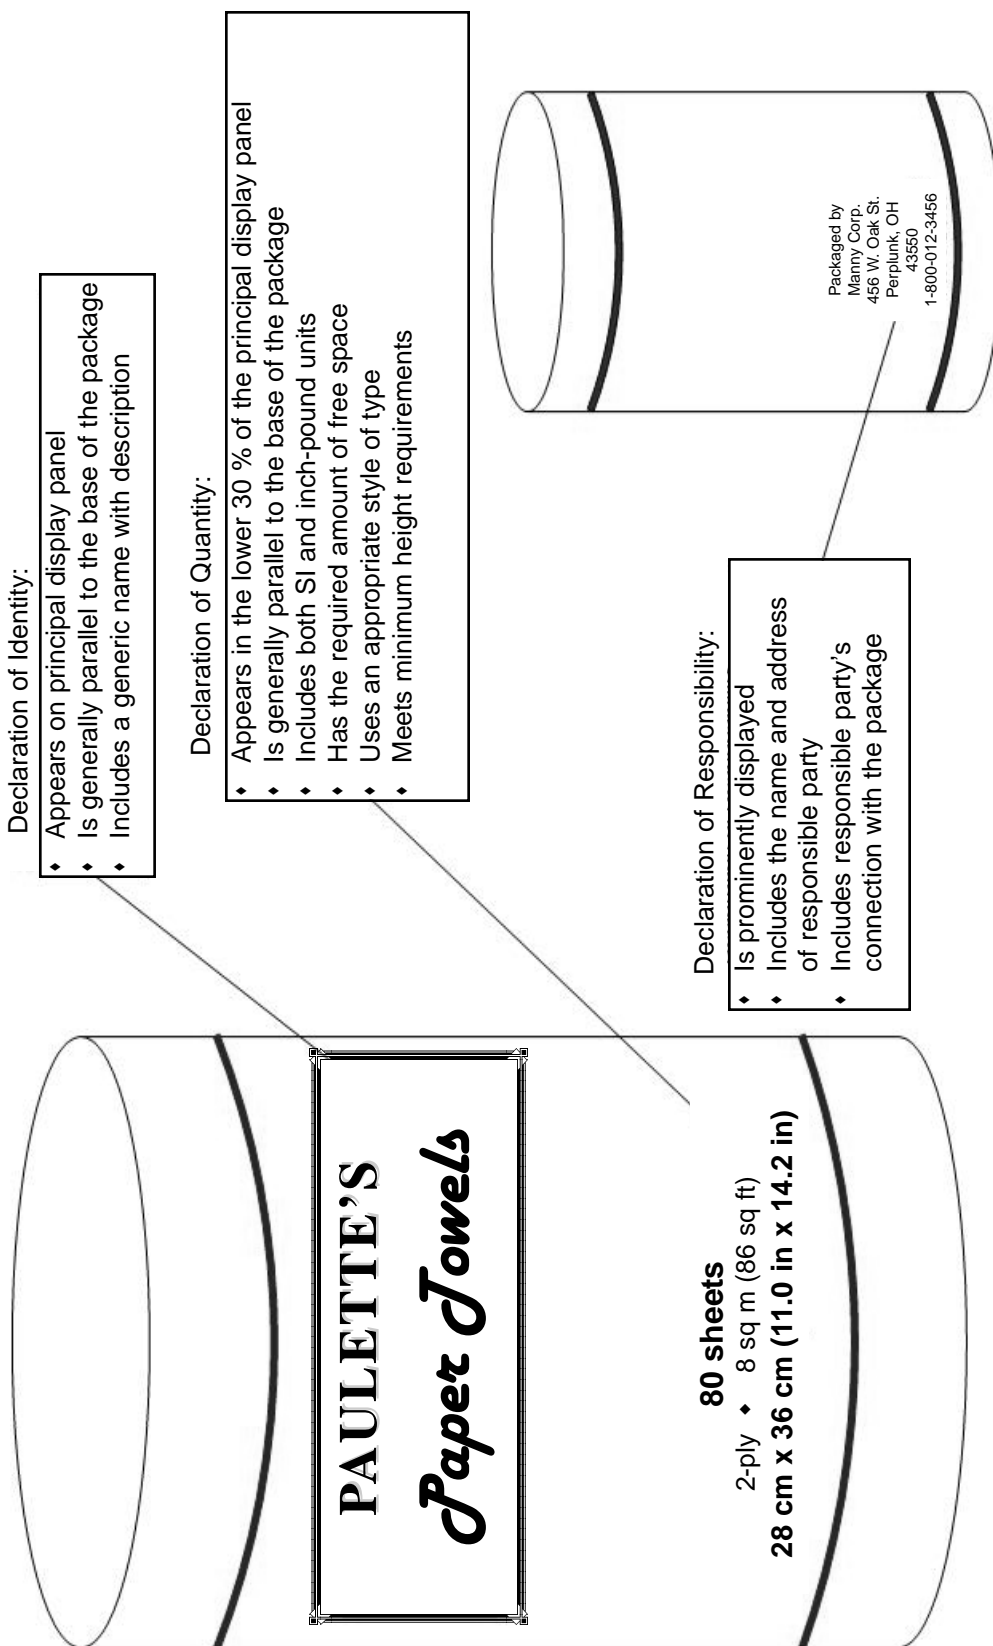 Declaration of Identity:
♦ Appears on principal display panel
♦ Is generally parallel to the base of the package
♦ Includes a generic name with description
Declaration of Quantity:
♦ Appears in the lower 30 % of the principal display panel
♦ Is generally parallel to the base of the package
♦ Includes both SI and inch-pound units
♦ Has the required amount of free space
♦ Uses an appropriate style of type
♦ Meets minimum height requirements
PAULETTE'S
Paper Towels
80 sheets
2-ply ♦ 8 sq m (86 sq ft)
28 cm x 36 cm (11.0 in x 14.2 in)
Declaration of Responsibility:
♦ Is prominently displayed
♦ Includes the name and address
of responsible party
♦ Includes responsible party's
connection with the package
Packaged by
Manny Corp.
456 W. Oak St.
Perplunk, OH
43550
1-800-012-3456